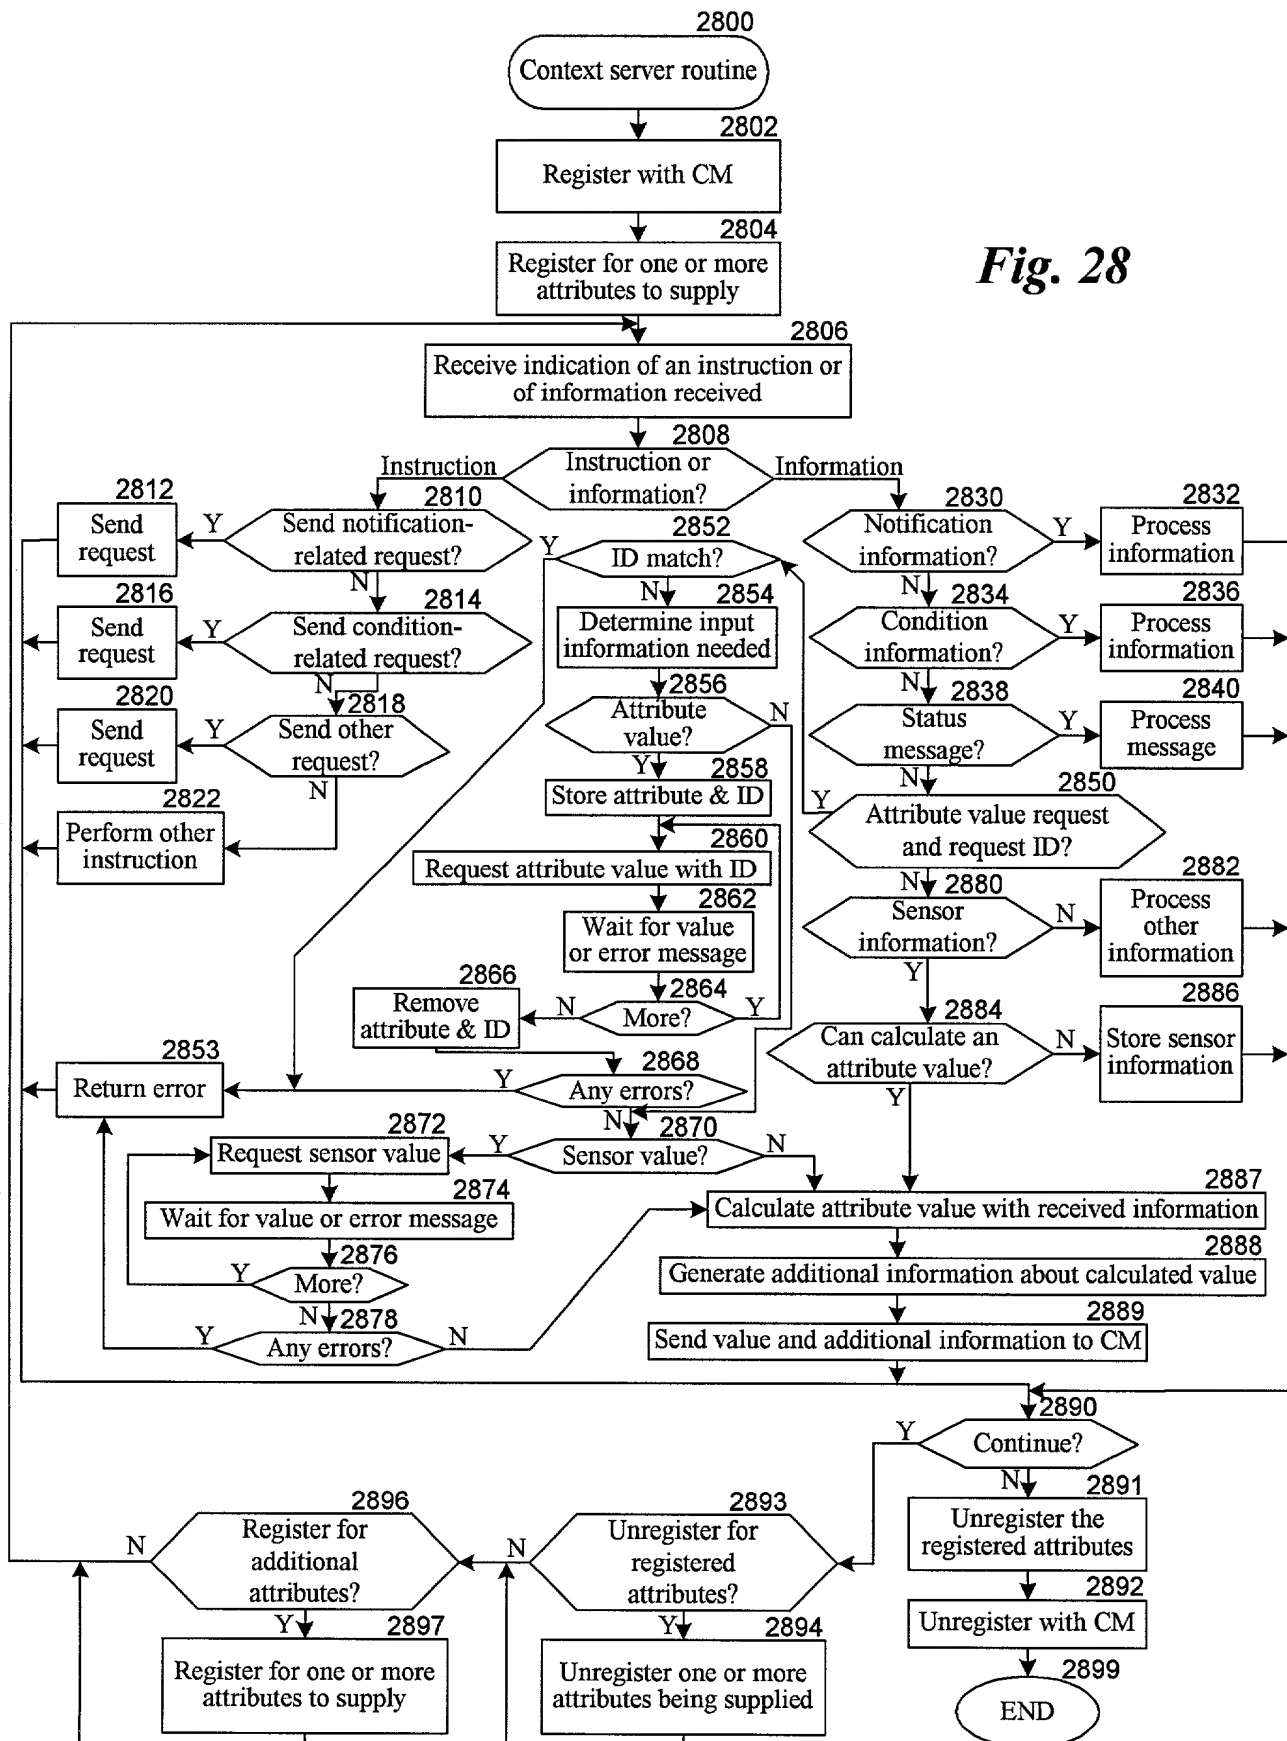 2800
Context server routine
2802
Register with CM
2804
Register for one or more
attributes to supply
Fig. 28
2806
Receive indication of an instruction or
of information received
2808
Instruction or
information?
Instruction
Information
2810
Send notification-
related request?
Y
2812
Send
request
N
2814
Send condition-
related request?
Y
2816
Send
request
N
2818
Send other
request?
Y
2820
Send
request
N
2822
Perform other
instruction
2830
Notification
information?
Y
2832
Process
information
N
2834
Condition
information?
Y
2836
Process
information
N
2838
Status
message?
Y
2840
Process
message
N
2850
Attribute value request
and request ID?
Y
2852
ID match?
Y
N
2854
Determine input
information needed
2856
Attribute
value?
N
Y
2858
Store attribute & ID
2860
Request attribute value with ID
2862
Wait for value
or error message
2864
More?
Y
N
2866
Remove
attribute & ID
2868
Any errors?
Y
2853
Return error
N
2870
Sensor value?
Y
N
2872
Request sensor value
2874
Wait for value or error message
2876
More?
Y
N
2878
Any errors?
Y
N
N
2880
Sensor
information?
N
2882
Process
other
information
Y
2884
Can calculate an
attribute value?
N
2886
Store sensor
information
Y
2887
Calculate attribute value with received information
2888
Generate additional information about calculated value
2889
Send value and additional information to CM
2890
Continue?
Y
N
2891
Unregister the
registered attributes
2892
Unregister with CM
2899
END
2893
Unregister for
registered
attributes?
N
Y
2894
Unregister one or more
attributes being supplied
2896
Register for
additional
attributes?
N
Y
2897
Register for one or more
attributes to supply